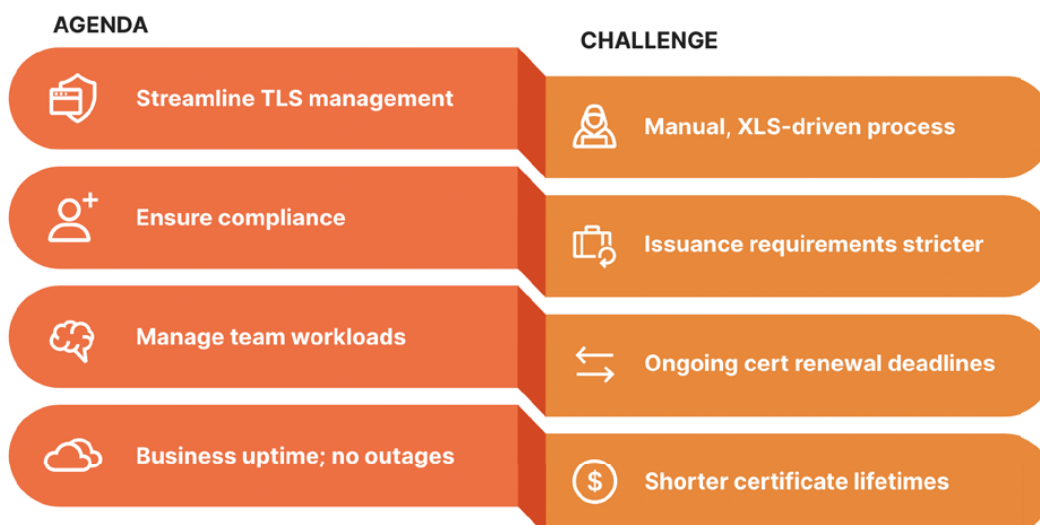 AGENDA
CHALLENGE
Streamline TLS management
Manual, XLS-driven process
Ensure compliance
Issuance requirements stricter
Manage team workloads
Ongoing cert renewal deadlines
Business uptime; no outages
Shorter certificate lifetimes
$